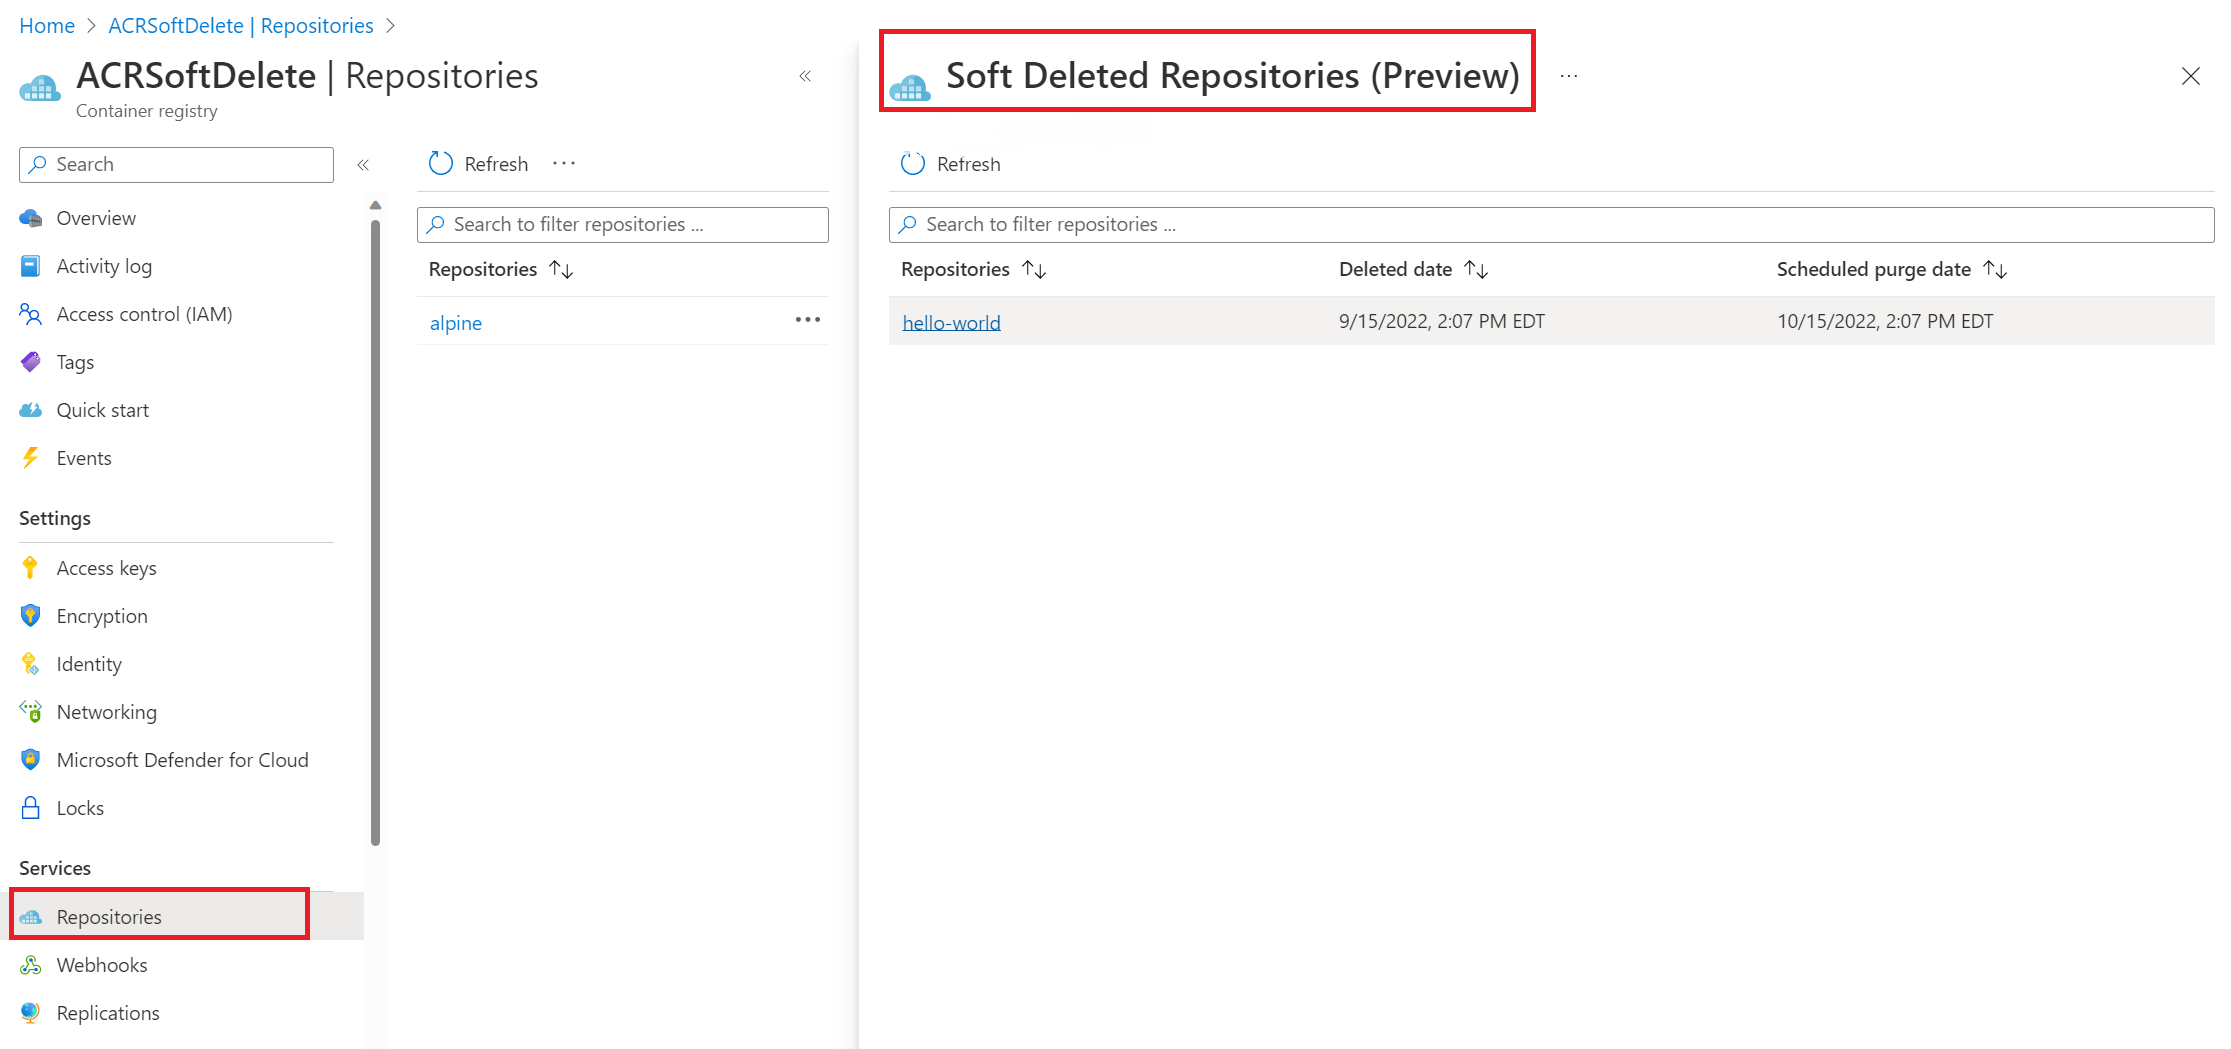 Home > ACRSoftDelete | Repositories >
ACRSoftDelete | Repositories
Container registry
Search
Overview
Activity log
Access control (IAM)
Tags
Quick start
Events
Settings
Access keys
Encryption
Identity
Networking
Microsoft Defender for Cloud
Locks
Services
Repositories
Webhooks
Replications
Refresh
Search to filter repositories ...
Repositories
alpine
Soft Deleted Repositories (Preview)
Refresh
Search to filter repositories ...
Repositories Deleted date Scheduled purge date
hello-world 9/15/2022, 2:07 PM EDT 10/15/2022, 2:07 PM EDT